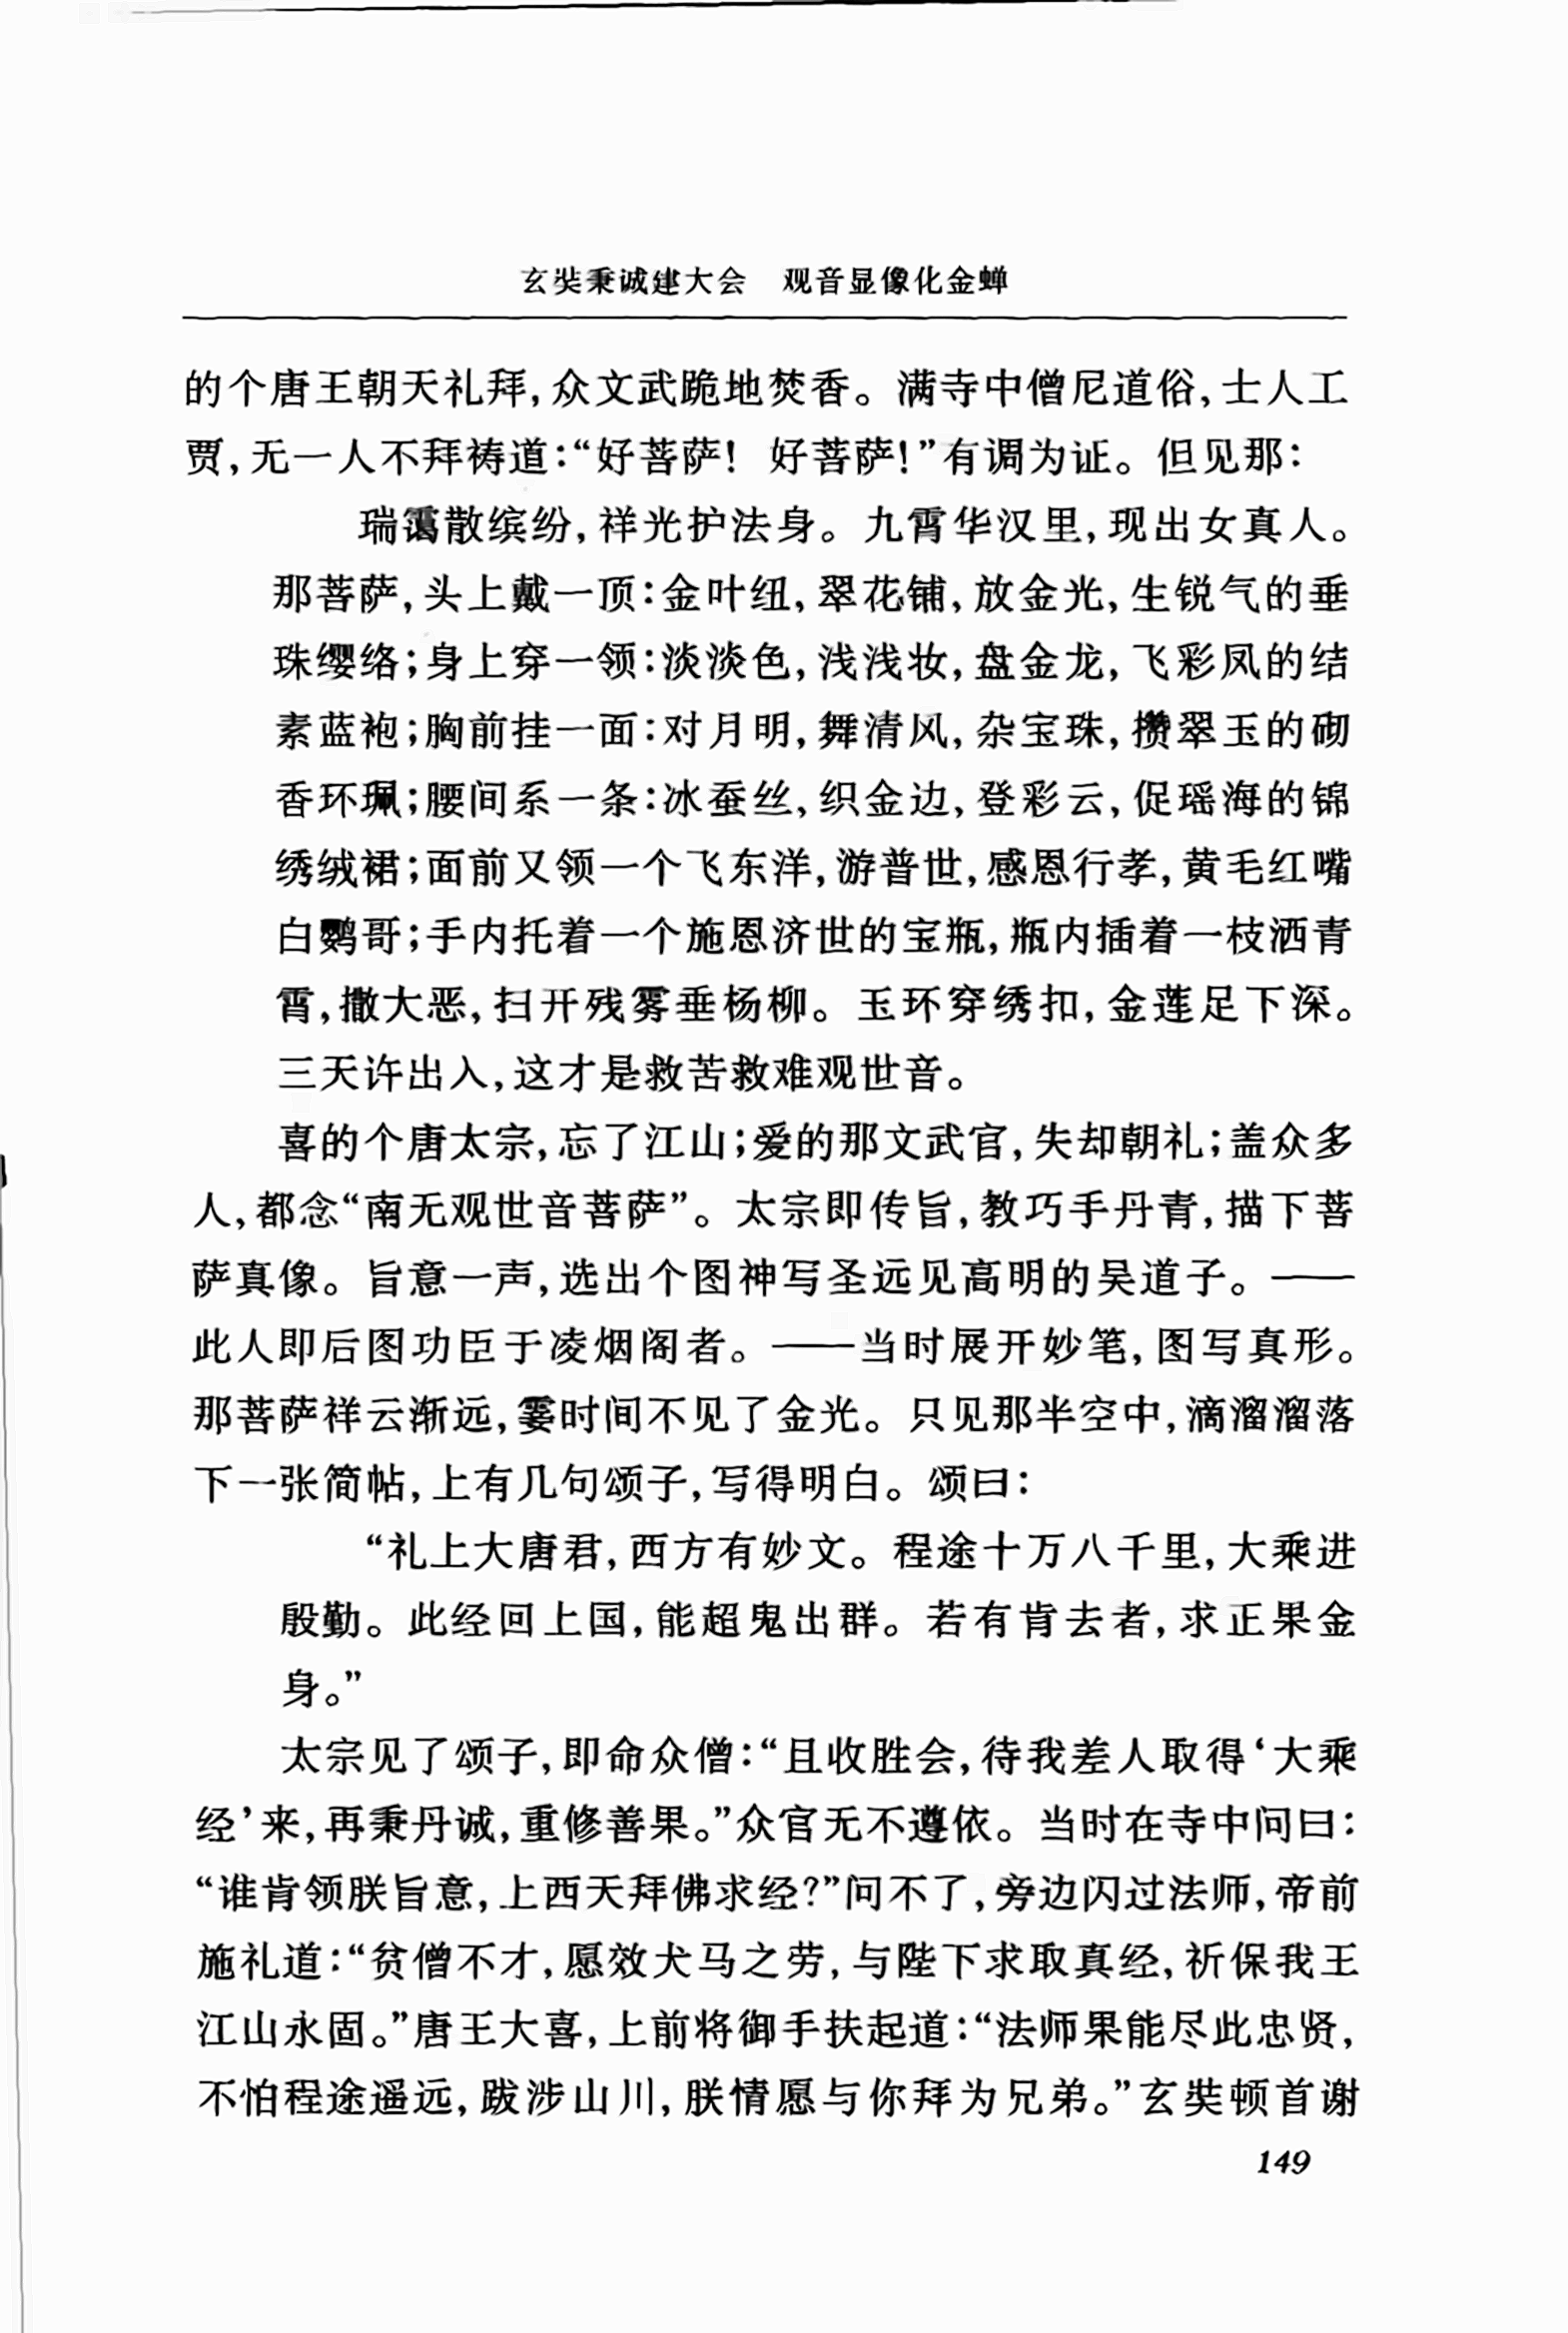 玄奘秉诚建大会　观音显像化金蝉
的个唐王朝天礼拜,众文武跪地焚香。满寺中僧尼道俗,士人工
贾,无一人不拜祷道:“好菩萨! 好菩萨!”有调为证。但见那:
瑞霭散缤纷,祥光护法身。九霄华汉里,现出女真人。
那菩萨,头上戴一顶:金叶纽,翠花铺,放金光,生锐气的垂
珠缨络;身上穿一领:淡淡色,浅浅妆,盘金龙,飞彩凤的结
素蓝袍;胸前挂一面:对月明,舞清风,杂宝珠,攒翠玉的砌
香环珮;腰间系一条:冰蚕丝,织金边,登彩云,促瑶海的锦
绣绒裙;面前又领一个飞东洋,游普世,感恩行孝,黄毛红嘴
白鹦哥;手内托着一个施恩济世的宝瓶,瓶内插着一枝洒青
霄,撒大恶,扫开残雾垂杨柳。玉环穿绣扣,金莲足下深。
三天许出入,这才是救苦救难观世音。
喜的个唐太宗,忘了江山;爱的那文武官,失却朝礼;盖众多
人,都念“南无观世音菩萨”。太宗即传旨,教巧手丹青,描下菩
萨真像。旨意一声,选出个图神写圣远见高明的吴道子。——
此人即后图功臣于凌烟阁者。——当时展开妙笔,图写真形。
那菩萨祥云渐远,霎时间不见了金光。只见那半空中,滴溜溜落
下一张简帖,上有几句颂子,写得明白。颂曰:
“礼上大唐君,西方有妙文。程途十万八千里,大乘进
殷勤。此经回上国,能超鬼出群。若有肯去者,求正果金
身。”
太宗见了颂子,即命众僧:“且收胜会,待我差人取得‘大乘
经’来,再秉丹诚,重修善果。”众官无不遵依。当时在寺中问曰:
“谁肯领朕旨意,上西天拜佛求经?”问不了,旁边闪过法师,帝前
施礼道:“贫僧不才,愿效犬马之劳,与陛下求取真经,祈保我王
江山永固。”唐王大喜,上前将御手扶起道:“法师果能尽此忠贤,
不怕程途遥远,跋涉山川,朕情愿与你拜为兄弟。”玄奘顿首谢
149